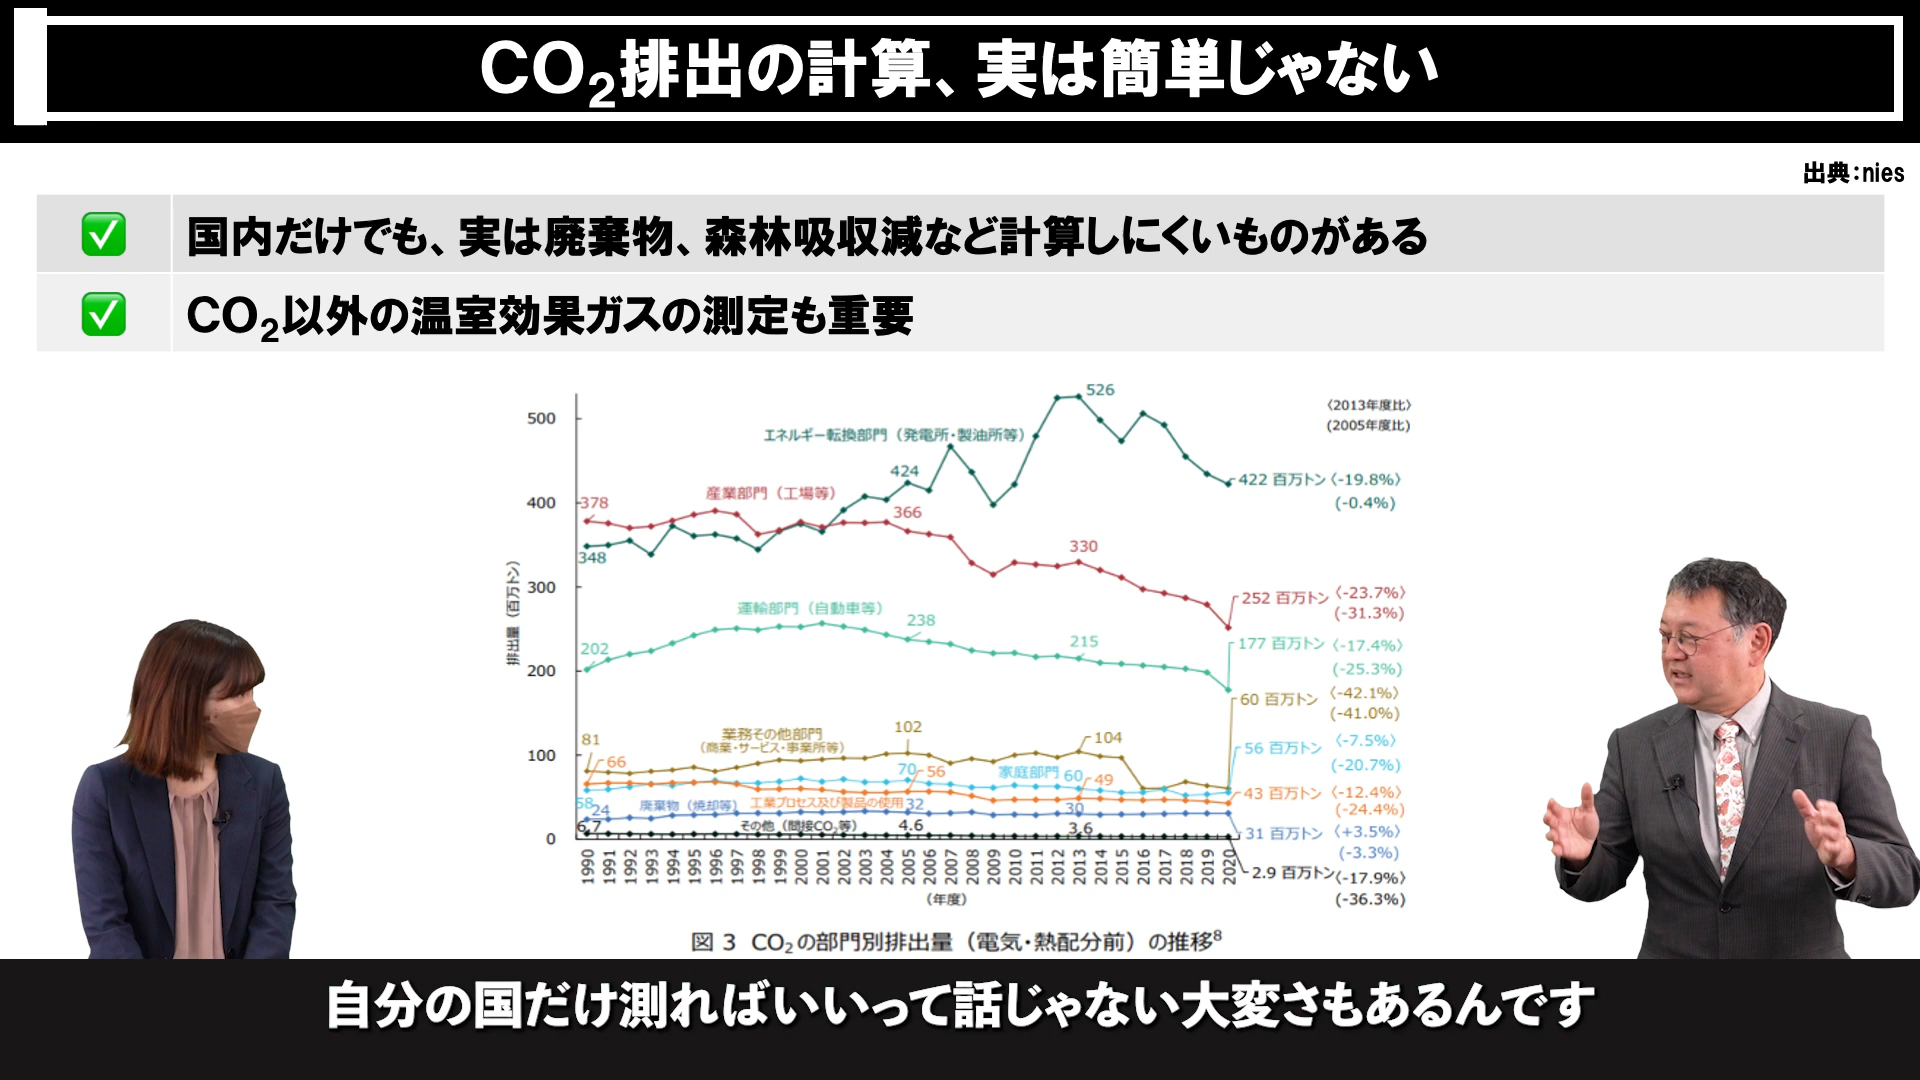 CO₂排出の計算、実は簡単じゃない
出典：nies
国内だけでも、実は廃棄物、森林吸収減など計算しにくいものがある
CO₂以外の温室効果ガスの測定も重要
排出量（百万トン）
500
400
300
200
100
0
エネルギー転換部門（発電所・製油所等）
348
424
526
422 百万トン〈-19.8%〉
(-0.4%)
〈2013年度比〉
(2005年度比)
産業部門（工場等）
378
366
330
252 百万トン〈-23.7%〉
(-31.3%)
運輸部門（自動車等）
202
238
215
177 百万トン〈-17.4%〉
(-25.3%)
業務その他部門
（商業・サービス・事業所等）
81
102
104
60 百万トン〈-42.1%〉
(-41.0%)
家庭部門
58
70
60
56 百万トン〈-7.5%〉
(-20.7%)
工業プロセス及び製品の使用
66
56
49
43 百万トン〈-12.4%〉
(-24.4%)
廃棄物（焼却等）
24
32
30
31 百万トン〈+3.5%〉
(-3.3%)
その他（間接CO₂等）
6.7
4.6
3.6
2.9 百万トン〈-17.9%〉
(-36.3%)
1990 1991 1992 1993 1994 1995 1996 1997 1998 1999 2000 2001 2002 2003 2004 2005 2006 2007 2008 2009 2010 2011 2012 2013 2014 2015 2016 2017 2018 2019 2020
（年度）
図 3 CO₂の部門別排出量（電気・熱配分前）の推移⁸
自分の国だけ測ればいいって話じゃない大変さもあるんです